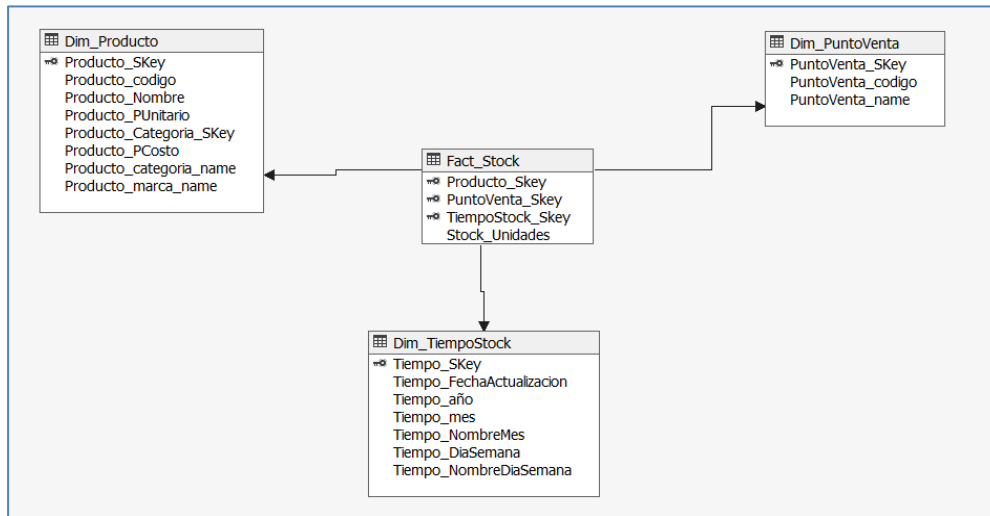 Dim_Producto
Producto_SKey
Producto_codigo
Producto_Nombre
Producto_PUnitario
Producto_Categoria_SKey
Producto_PCosto
Producto_categoria_name
Producto_marca_name
Dim_PuntoVenta
PuntoVenta_SKey
PuntoVenta_codigo
PuntoVenta_name
Fact_Stock
Producto_Skey
PuntoVenta_Skey
TiempoStock_Skey
Stock_Unidades
Dim_TiempoStock
Tiempo_SKey
Tiempo_FechaActualizacion
Tiempo_año
Tiempo_mes
Tiempo_NombreMes
Tiempo_DiaSemana
Tiempo_NombreDiaSemana